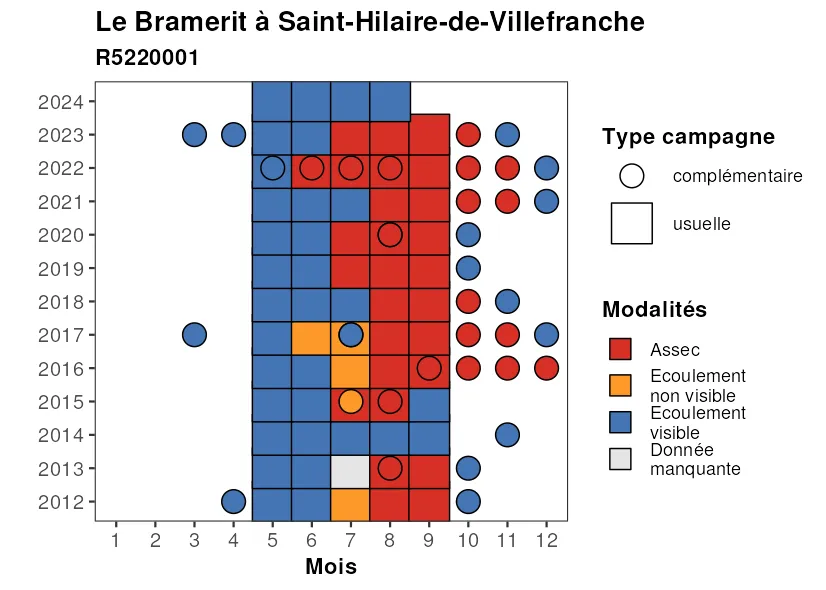 Le Bramerit à Saint-Hilaire-de-Villefranche
R5220001
2024
2023
2022
2021
2020
2019
2018
2017
2016
2015
2014
2013
2012
1 2 3 4 5 6 7 8 9 10 11 12
Mois
Type campagne
complémentaire
usuelle
Modalités
Assec
Ecoulement
non visible
Ecoulement
visible
Donnée
manquante